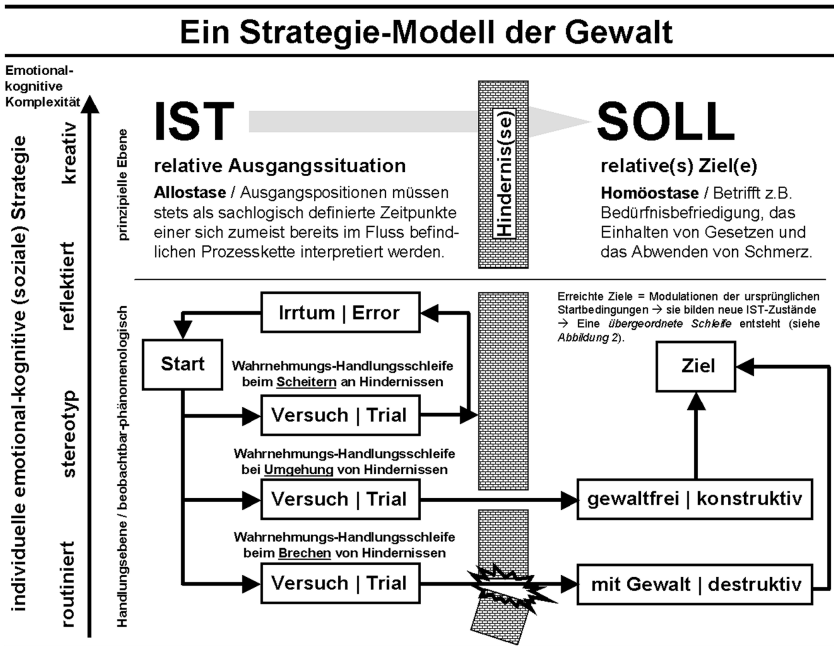 Ein Strategie-Modell der Gewalt
Emotional-
kognitive
Komplexität
individuelle emotional-kognitive (soziale) Strategie
kreativ
reflektiert
stereotyp
routiniert
prinzipielle Ebene
IST
relative Ausgangssituation
Allostase / Ausgangspositionen müssen
stets als sachlogisch definierte Zeitpunkte
einer sich zumeist bereits im Fluss befind-
lichen Prozesskette interpretiert werden.
Hindernis(se)
SOLL
relative(s) Ziel(e)
Homöostase / Betrifft z.B.
Bedürfnisbefriedigung, das
Einhalten von Gesetzen und
das Abwenden von Schmerz.
Handlungsebene / beobachtbar-phänomenologisch
Irrtum | Error
Start
Wahrnehmungs-Handlungsschleife
beim Scheitern an Hindernissen
Versuch | Trial
Wahrnehmungs-Handlungsschleife
bei Umgehung von Hindernissen
Versuch | Trial
Wahrnehmungs-Handlungsschleife
beim Brechen von Hindernissen
Versuch | Trial
Erreichte Ziele = Modulationen der ursprünglichen
Startbedingungen → sie bilden neue IST-Zustände
→ Eine übergeordnete Schleife entsteht (siehe
Abbildung 2).
Ziel
gewaltfrei | konstruktiv
mit Gewalt | destruktiv